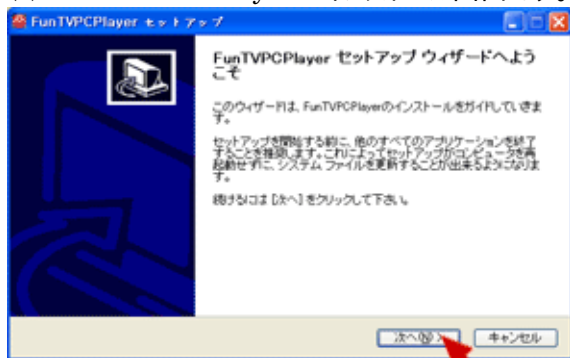 FunTVPCPlayer セットアップ
FunTVPCPlayer セットアップ ウィザードへよう
こそ
このウィザードは、FunTVPCPlayerのインストールをガイドしていきま
す。
セットアップを開始する前に、他のすべてのアプリケーションを終了
することを推奨します。これによってセットアップがコンピュータを再
起動せずに、システム ファイルを更新することが出来るようになりま
す。
続けるには [次へ] をクリックして下さい。
次へ(N) >
キャンセル